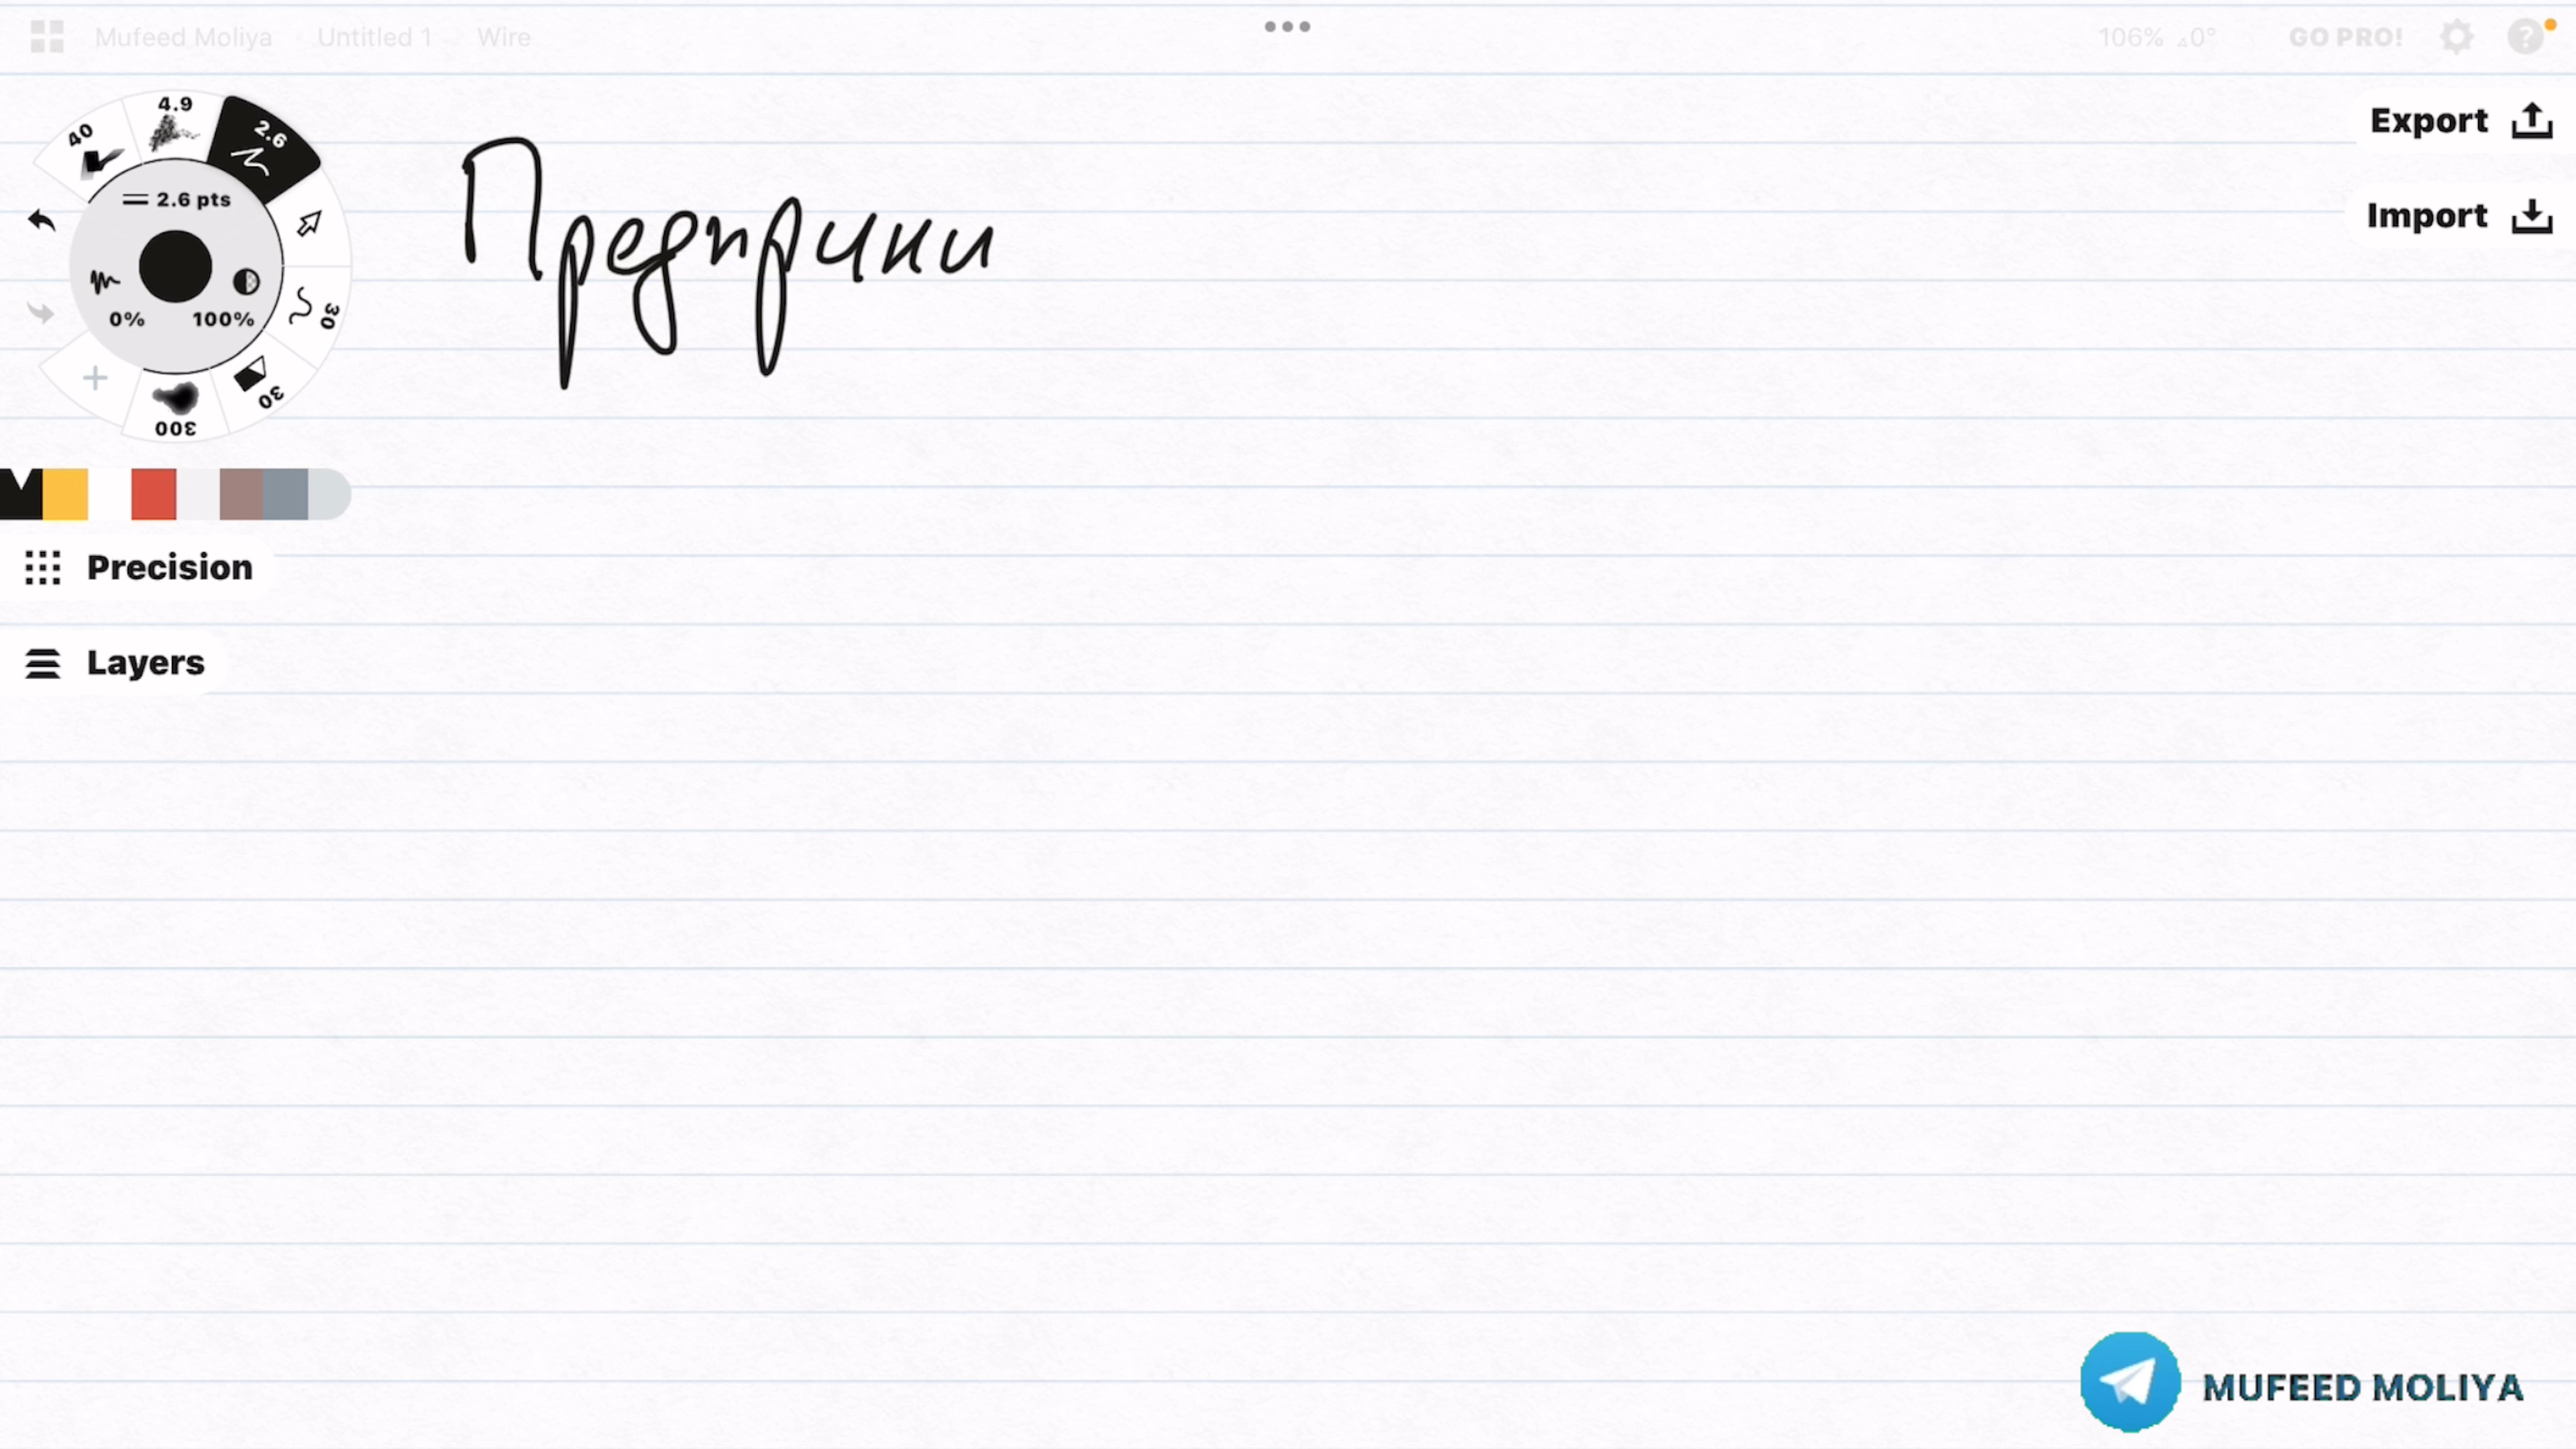 Mufeed Moliya Untitled 1 Wire
106% 0° GO PRO!
4.9
40
2.6
2.6 pts
0% 100%
30
30
300
Предприни
Export
Import
Precision
Layers
MUFEED MOLIYA